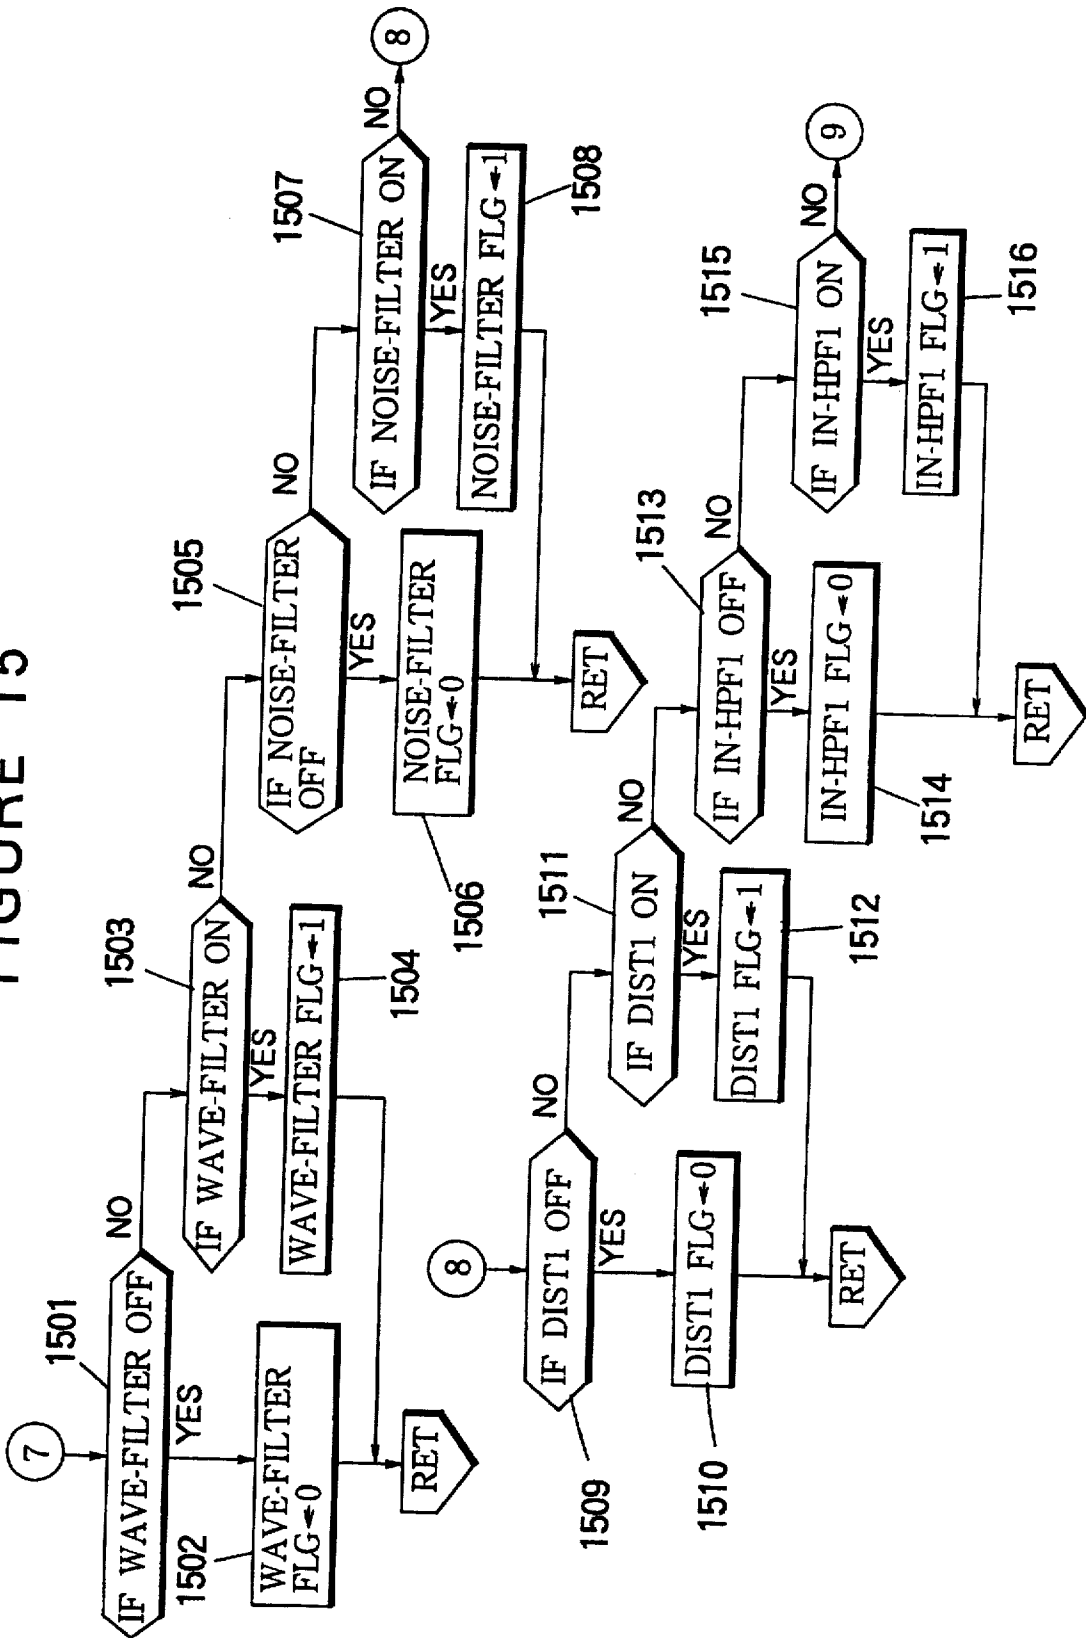 FIGURE 15
7
1501
IF WAVE-FILTER OFF
NO
YES
1502
WAVE-FILTER
FLG←0
RET
1503
IF WAVE-FILTER ON
NO
YES
WAVE-FILTER FLG←1
1504
1505
IF NOISE-FILTER
OFF
NO
YES
NOISE-FILTER
FLG←0
1506
RET
1507
IF NOISE-FILTER ON
NO
8
YES
NOISE-FILTER FLG←1
1508
8
IF DIST1 OFF
NO
1509
YES
DIST1 FLG←0
1510
RET
1511
IF DIST1 ON
NO
YES
DIST1 FLG←1
1512
1513
IF IN-HPF1 OFF
NO
YES
IN-HPF1 FLG←0
1514
RET
1515
IF IN-HPF1 ON
NO
9
YES
IN-HPF1 FLG←1
1516